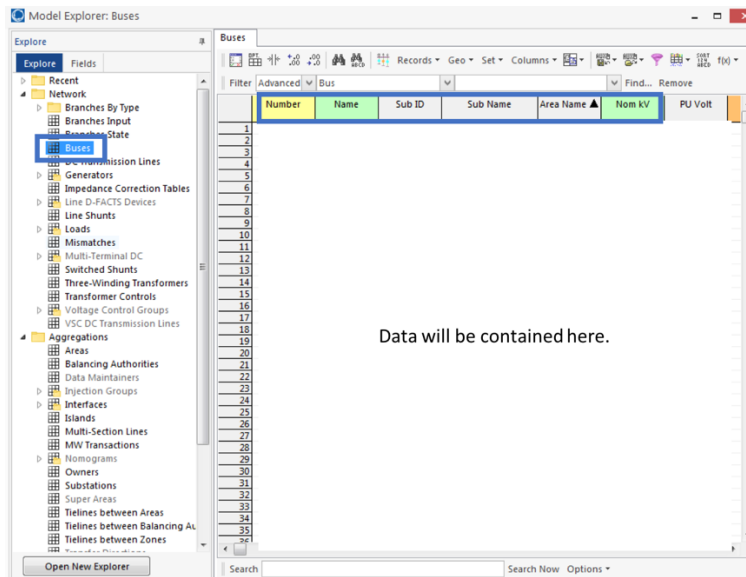 Model Explorer: Buses
Explore
Explore Fields
Recent
Network
Branches By Type
Branches Input
Branches State
Buses
DC Transmission Lines
Generators
Impedance Correction Tables
Line D-FACTS Devices
Line Shunts
Loads
Mismatches
Multi-Terminal DC
Switched Shunts
Three-Winding Transformers
Transformer Controls
Voltage Control Groups
VSC DC Transmission Lines
Aggregations
Areas
Balancing Authorities
Data Maintainers
Injection Groups
Interfaces
Islands
Multi-Section Lines
MW Transactions
Nomograms
Owners
Substations
Super Areas
Tielines between Areas
Tielines between Balancing Au
Tielines between Zones
Transfer Directions
Open New Explorer
Buses
Records Geo Set Columns f(x)
Filter Advanced Bus Find... Remove
Number Name Sub ID Sub Name Area Name Nom kV PU Volt
1
2
3
4
5
6
7
8
9
10
11
12
13
14
15
16
17
18
19
20
21
22
23
24
25
26
27
28
29
30
31
32
33
34
35
36
Data will be contained here.
Search Search Now Options